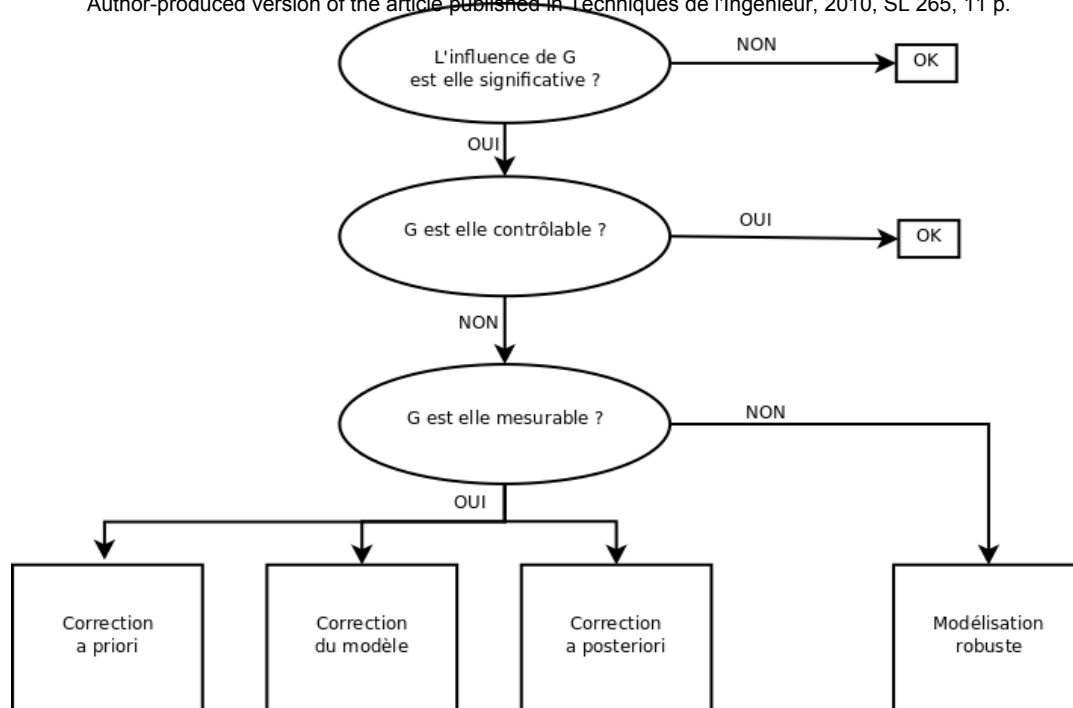 Author-produced version of the article published in Techniques de l'Ingénieur, 2010, SL 265, 11 p.
L'influence de G
est elle significative ?
NON
OK
OUI
G est elle contrôlable ?
OUI
OK
NON
G est elle mesurable ?
NON
OUI
Correction
a priori
Correction
du modèle
Correction
a posteriori
Modélisation
robuste